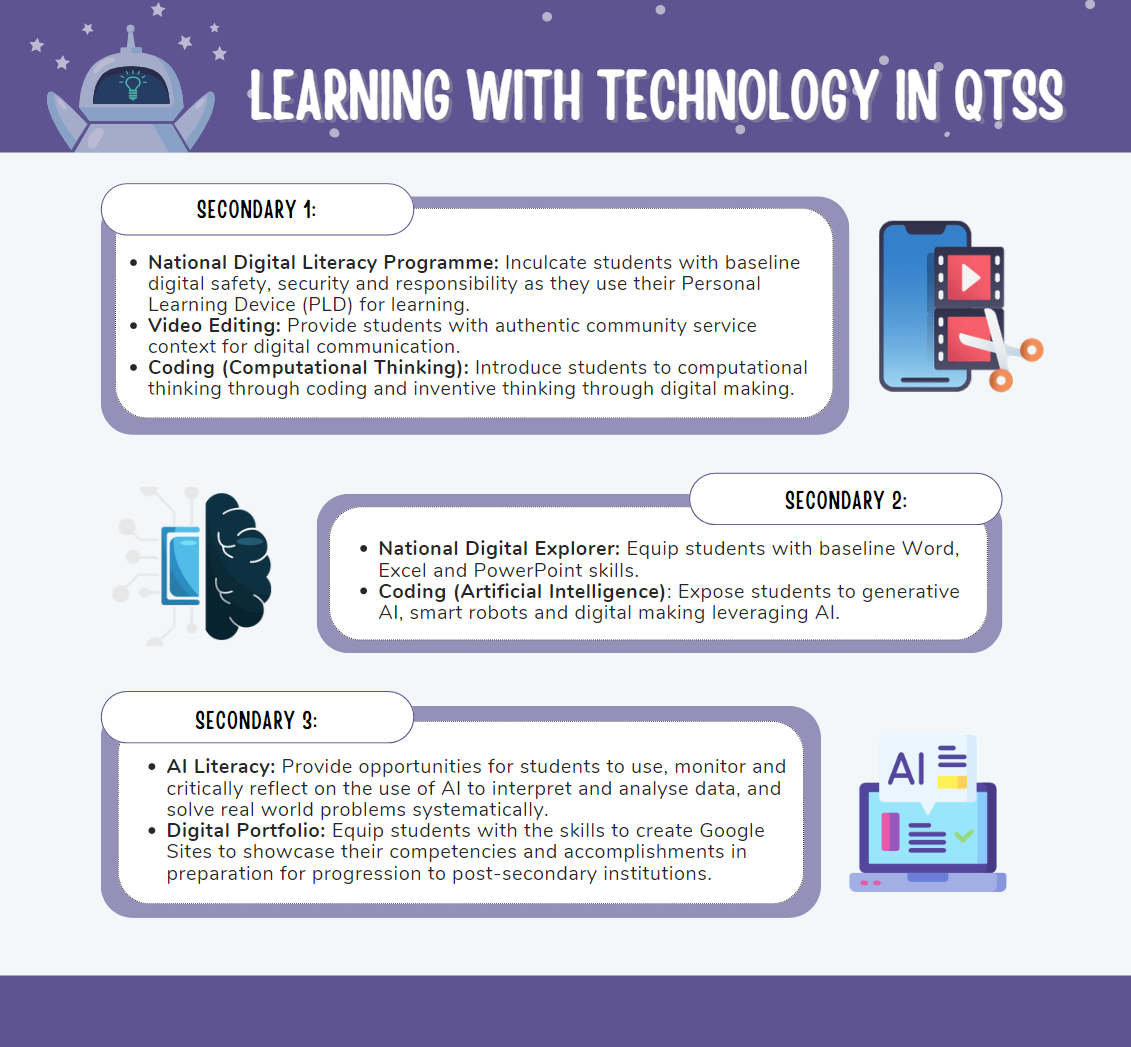 LEARNING WITH TECHNOLOGY IN QTSS
SECONDARY 1:
• National Digital Literacy Programme: Inculcate students with baseline
digital safety, security and responsibility as they use their Personal
Learning Device (PLD) for learning.
• Video Editing: Provide students with authentic community service
context for digital communication.
• Coding (Computational Thinking): Introduce students to computational
thinking through coding and inventive thinking through digital making.
SECONDARY 2:
• National Digital Explorer: Equip students with baseline Word,
Excel and PowerPoint skills.
• Coding (Artificial Intelligence): Expose students to generative
AI, smart robots and digital making leveraging AI.
SECONDARY 3:
• AI Literacy: Provide opportunities for students to use, monitor and
critically reflect on the use of AI to interpret and analyse data, and
solve real world problems systematically.
• Digital Portfolio: Equip students with the skills to create Google
Sites to showcase their competencies and accomplishments in
preparation for progression to post-secondary institutions.
AI